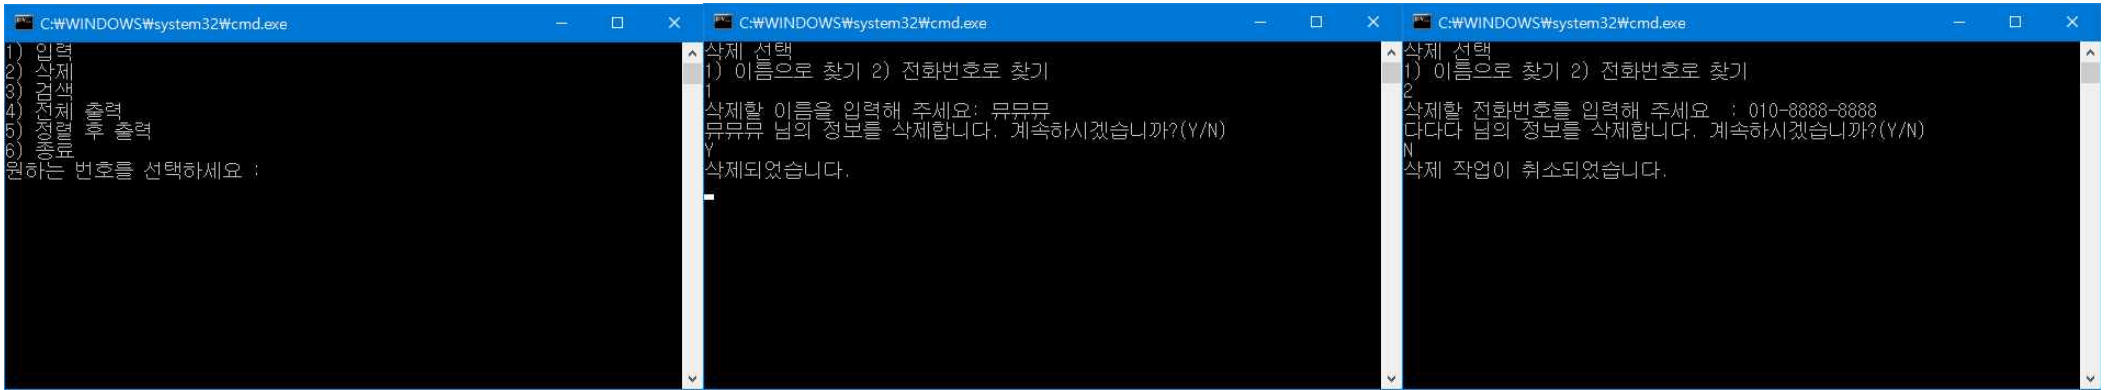 C:₩WINDOWS₩system32₩cmd.exe
1) 입력
2) 삭제
3) 검색
4) 전체 출력
5) 정렬 후 출력
6) 종료
원하는 번호를 선택하세요 :
C:₩WINDOWS₩system32₩cmd.exe
삭제 선택
1) 이름으로 찾기 2) 전화번호로 찾기
1
삭제할 이름을 입력해 주세요: 뮤뮤뮤
뮤뮤뮤 님의 정보를 삭제합니다. 계속하시겠습니까?(Y/N)
Y
삭제되었습니다.
C:₩WINDOWS₩system32₩cmd.exe
삭제 선택
1) 이름으로 찾기 2) 전화번호로 찾기
2
삭제할 전화번호를 입력해 주세요  : 010-8888-8888
다다다 님의 정보를 삭제합니다. 계속하시겠습니까?(Y/N)
N
삭제 작업이 취소되었습니다.